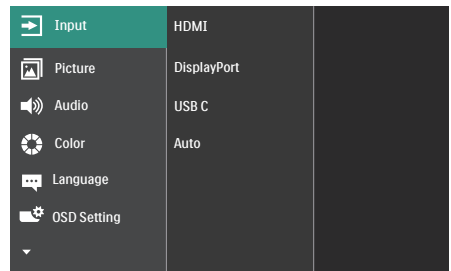 Input
Picture
Audio
Color
Language
OSD Setting
HDMI
DisplayPort
USB C
Auto